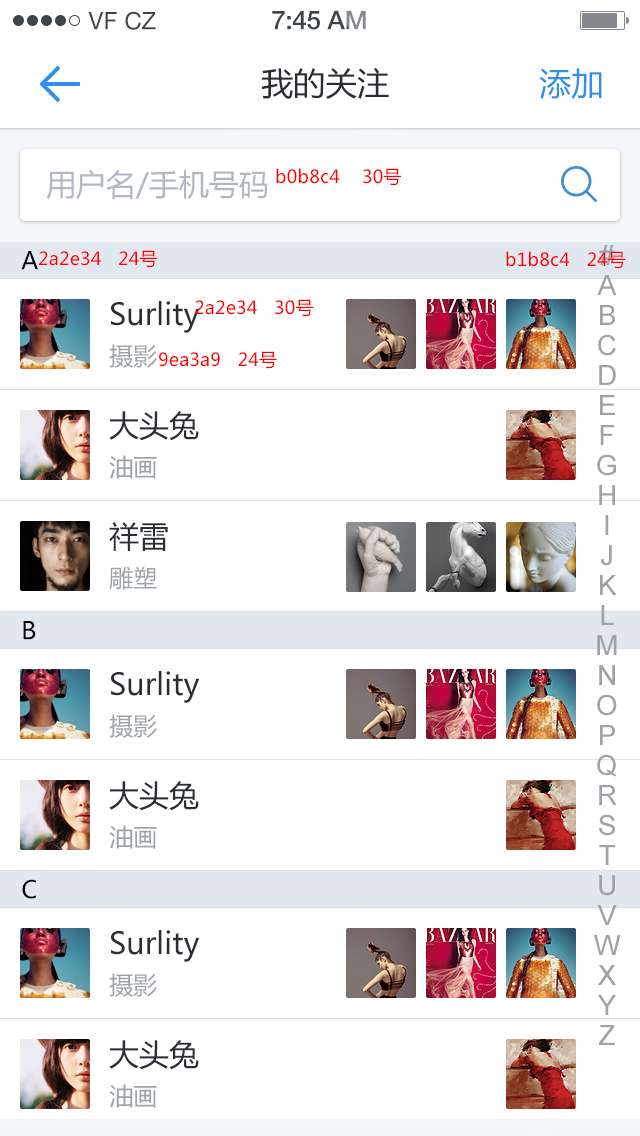 VF CZ 7:45 AM
我的关注 添加
用户名/手机号码 b0b8c4 30号
A 2a2e34 24号 b1b8c4 24号
#
Surlity 2a2e34 30号
摄影 9ea3a9 24号
BAZAAR
大头兔
油画
祥雷
雕塑
B
Surlity
摄影
BAZAAR
大头兔
油画
C
Surlity
摄影
BAZAAR
大头兔
油画
A
B
C
D
E
F
G
H
I
J
K
L
M
N
O
P
Q
R
S
T
U
V
W
X
Y
Z